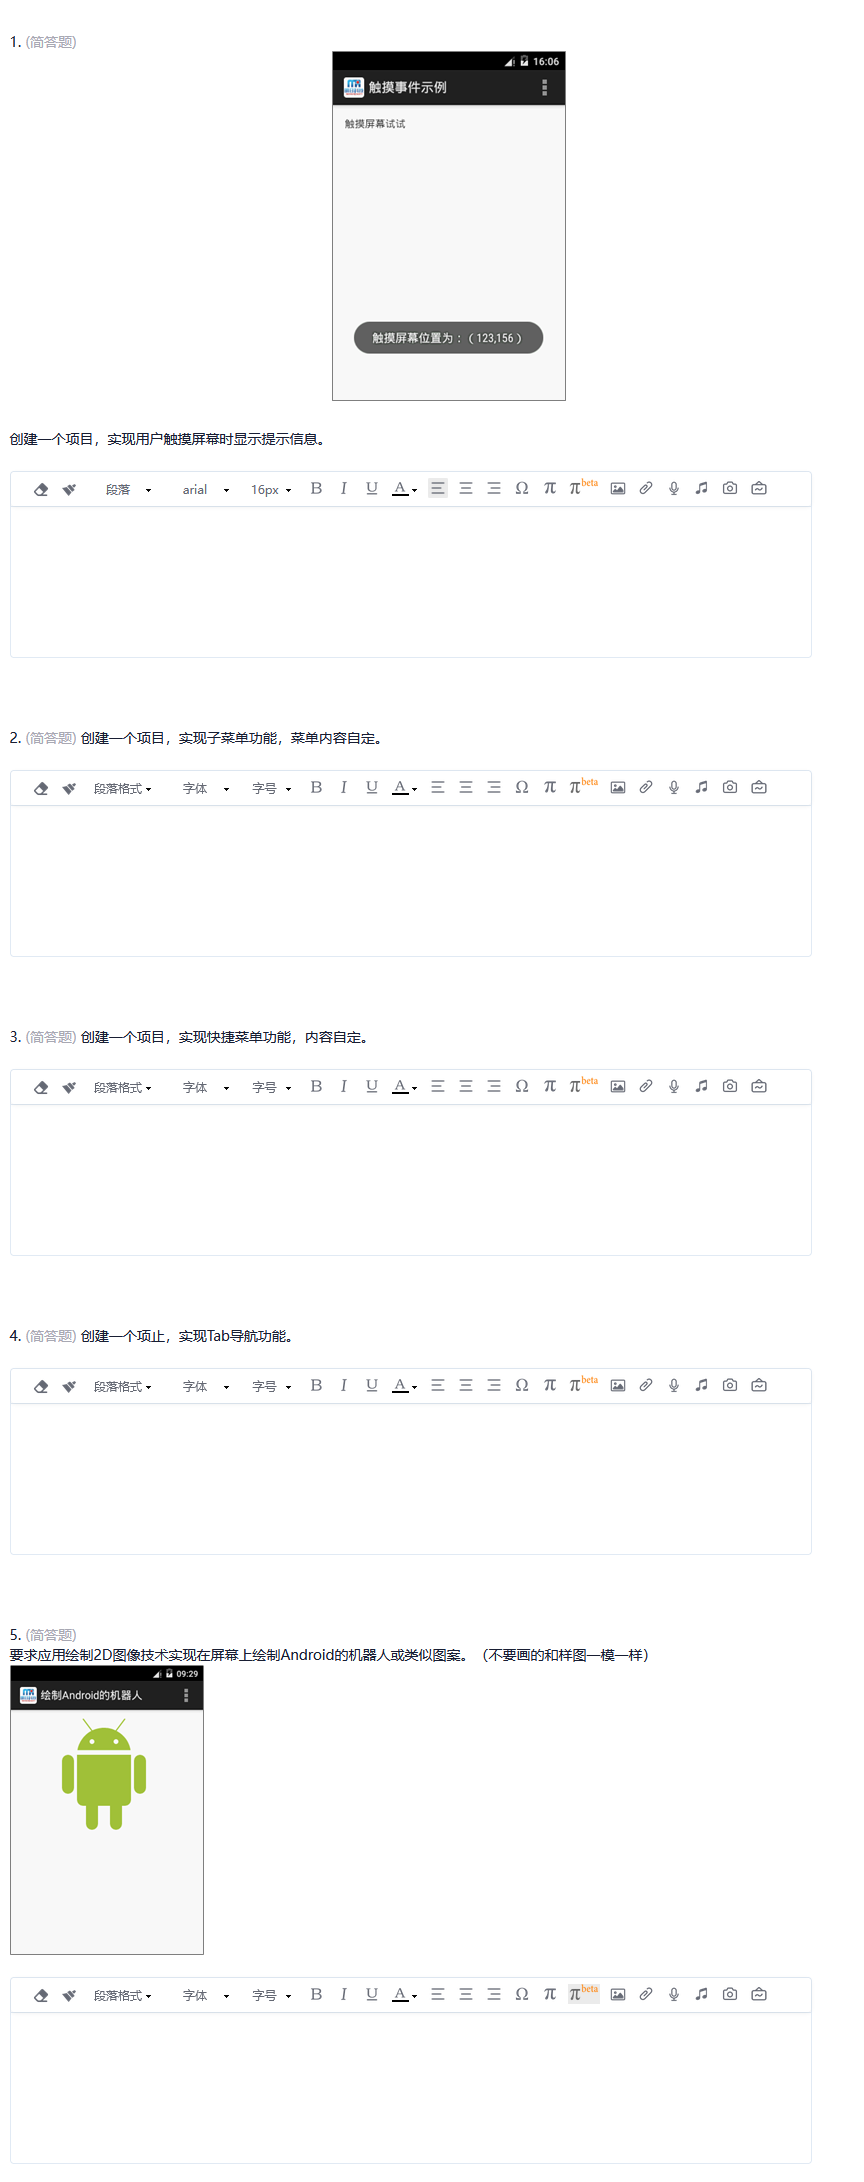 1. (简答题)
16:06
触摸事件示例
触摸屏幕试试
触摸屏幕位置为：（123,156）
创建一个项目，实现用户触摸屏幕时显示提示信息。
段落 arial 16px B I U A Ω π π beta
2. (简答题) 创建一个项目，实现子菜单功能，菜单内容自定。
段落格式 字体 字号 B I U A Ω π π beta
3. (简答题) 创建一个项目，实现快捷菜单功能，内容自定。
段落格式 字体 字号 B I U A Ω π π beta
4. (简答题) 创建一个项止，实现Tab导航功能。
段落格式 字体 字号 B I U A Ω π π beta
5. (简答题)
要求应用绘制2D图像技术实现在屏幕上绘制Android的机器人或类似图案。（不要画的和样图一模一样）
09:29
绘制Android的机器人
段落格式 字体 字号 B I U A Ω π π beta